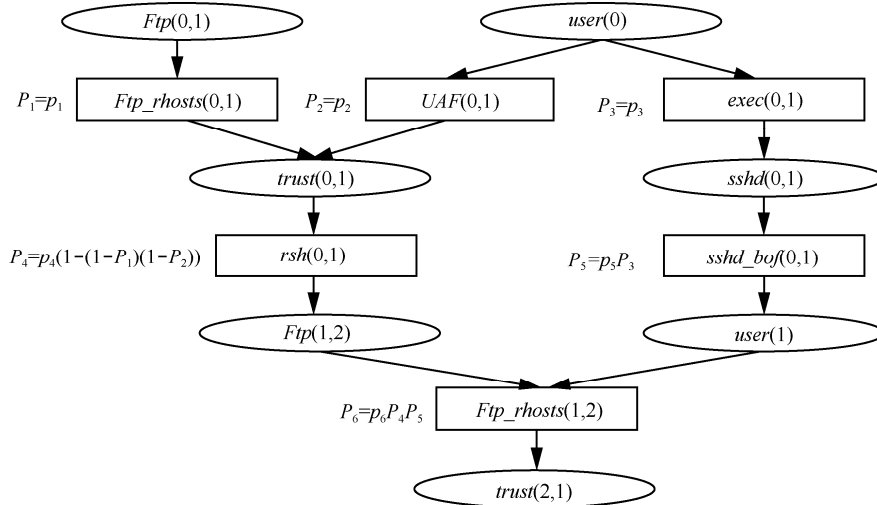 Ftp(0,1)
user(0)
P₁=p₁
Ftp_rhosts(0,1)
P₂=p₂
UAF(0,1)
P₃=p₃
exec(0,1)
trust(0,1)
sshd(0,1)
P₄=p₄(1−(1−P₁)(1−P₂))
rsh(0,1)
P₅=p₅P₃
sshd_bof(0,1)
Ftp(1,2)
user(1)
P₆=p₆P₄P₅
Ftp_rhosts(1,2)
trust(2,1)